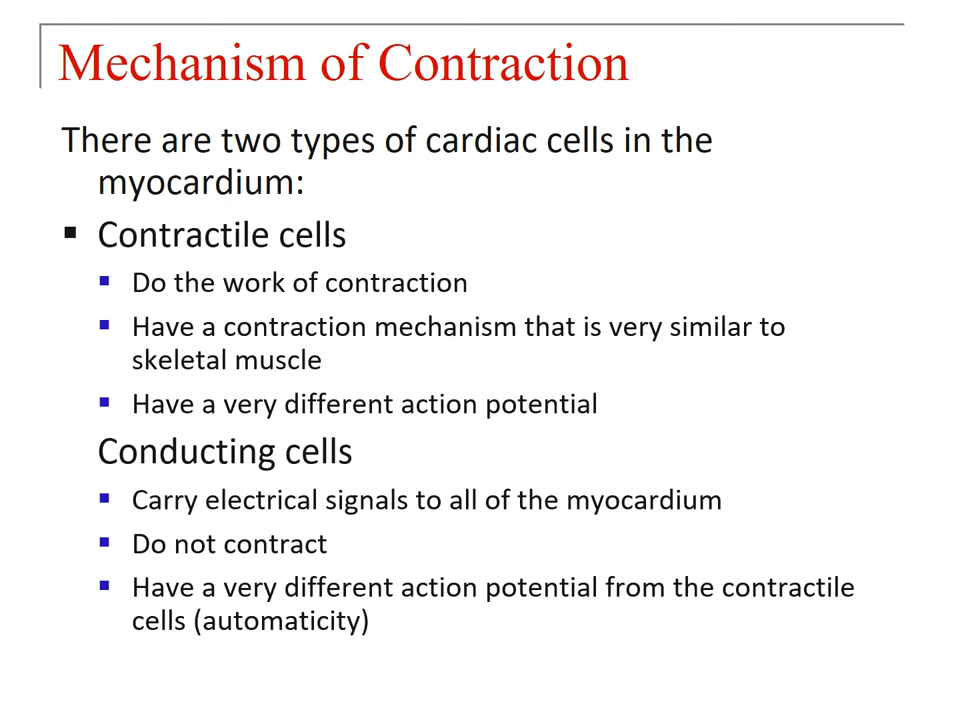 Mechanism of Contraction
There are two types of cardiac cells in the
myocardium:
▪ Contractile cells
▪ Do the work of contraction
▪ Have a contraction mechanism that is very similar to
skeletal muscle
▪ Have a very different action potential
Conducting cells
▪ Carry electrical signals to all of the myocardium
▪ Do not contract
▪ Have a very different action potential from the contractile
cells (automaticity)